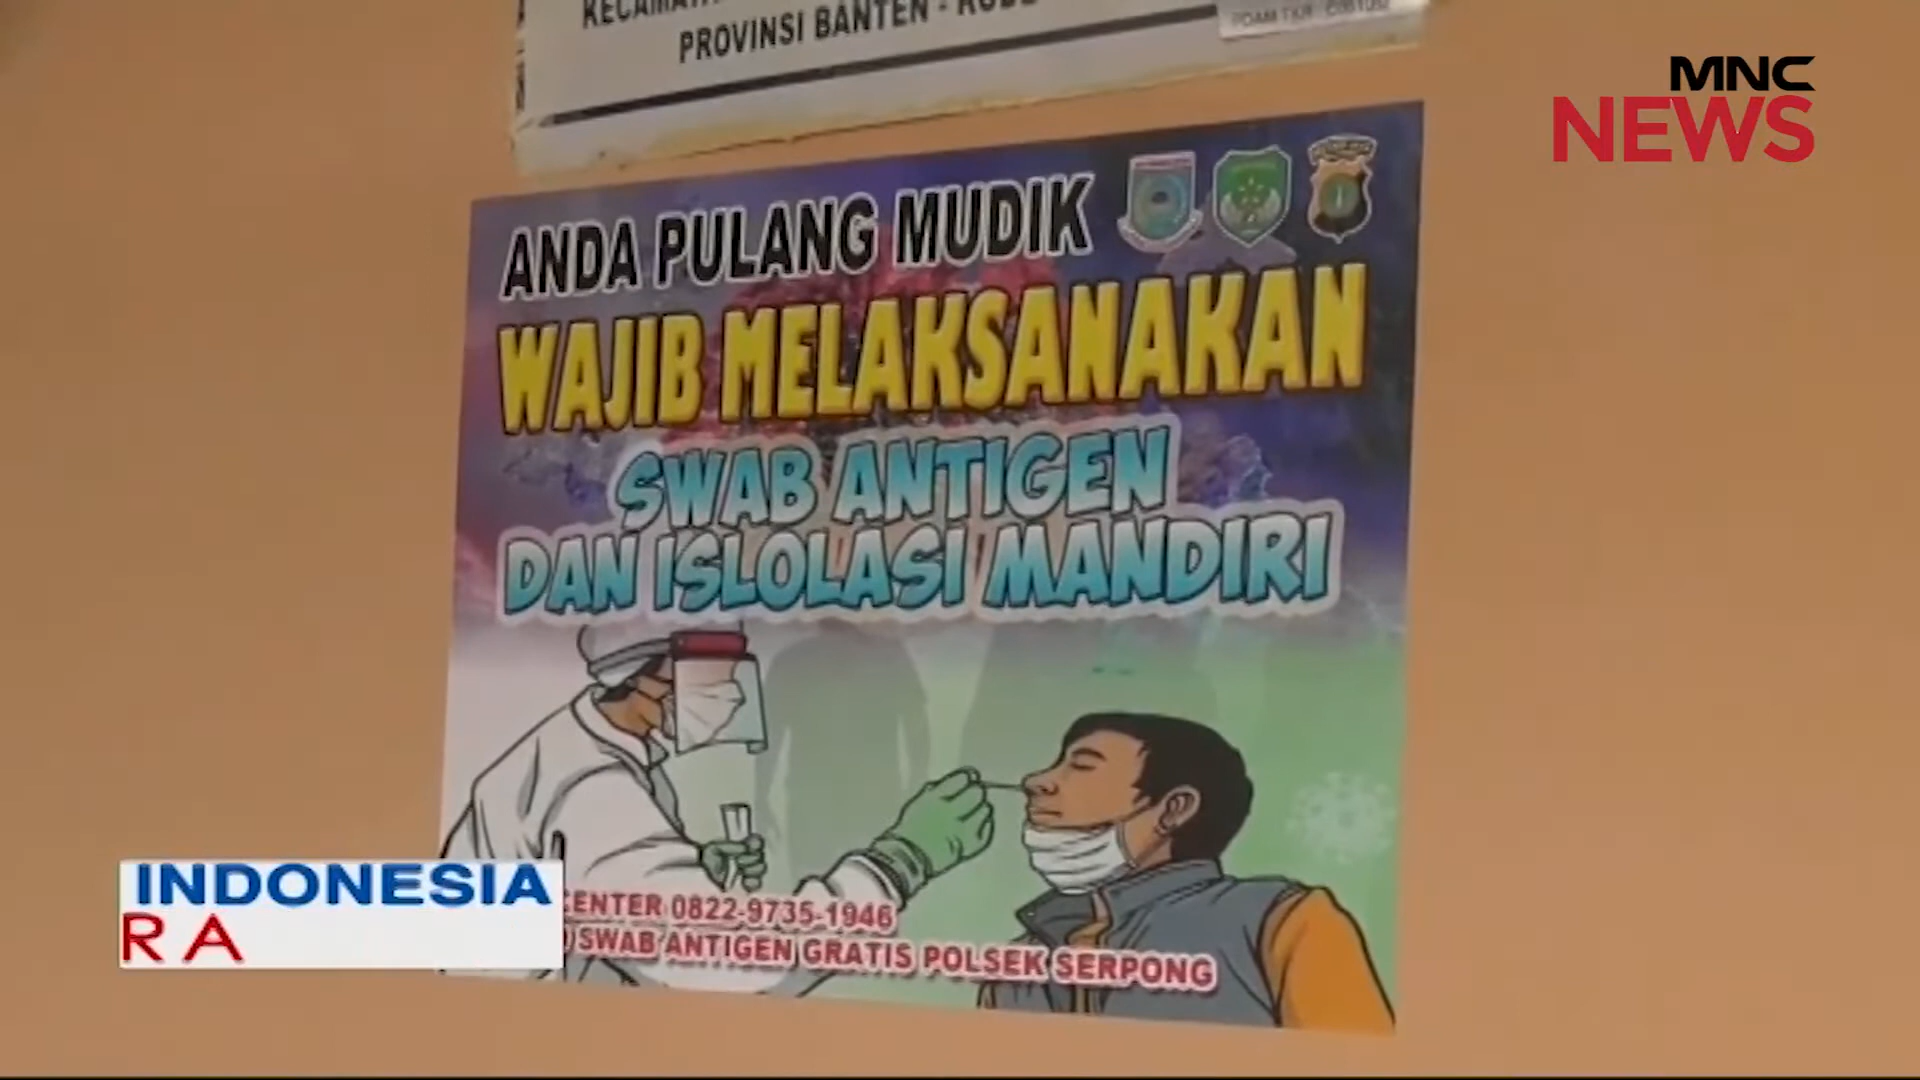 PROVINSI BANTEN -
MNC
NEWS
ANDA PULANG MUDIK
WAJIB MELAKSANAKAN
SWAB ANTIGEN
DAN ISLOLASI MANDIRI
CENTER 0822-9735-1946
SWAB ANTIGEN GRATIS POLSEK SERPONG
INDONESIA
RA